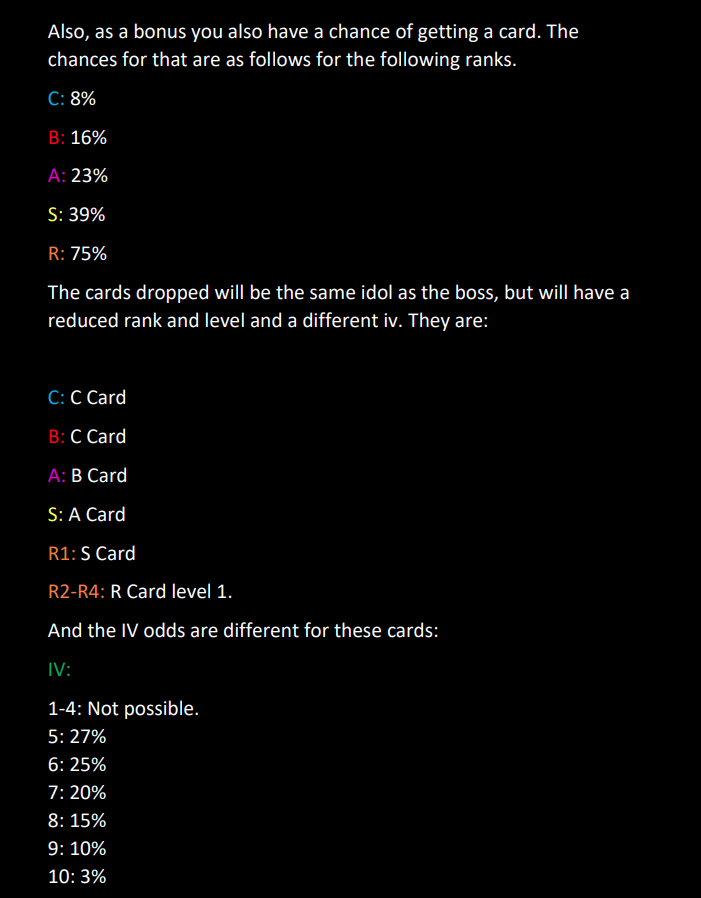 Also, as a bonus you also have a chance of getting a card. The
chances for that are as follows for the following ranks.
C: 8%
B: 16%
A: 23%
S: 39%
R: 75%
The cards dropped will be the same idol as the boss, but will have a
reduced rank and level and a different iv. They are:
C: C Card
B: C Card
A: B Card
S: A Card
R1: S Card
R2-R4: R Card level 1.
And the IV odds are different for these cards:
IV:
1-4: Not possible.
5: 27%
6: 25%
7: 20%
8: 15%
9: 10%
10: 3%